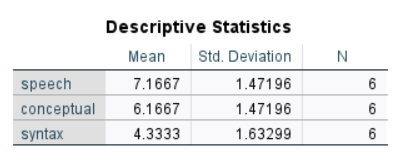 Descriptive Statistics
Mean Std. Deviation N
speech 7.1667 1.47196 6
conceptual 6.1667 1.47196 6
syntax 4.3333 1.63299 6